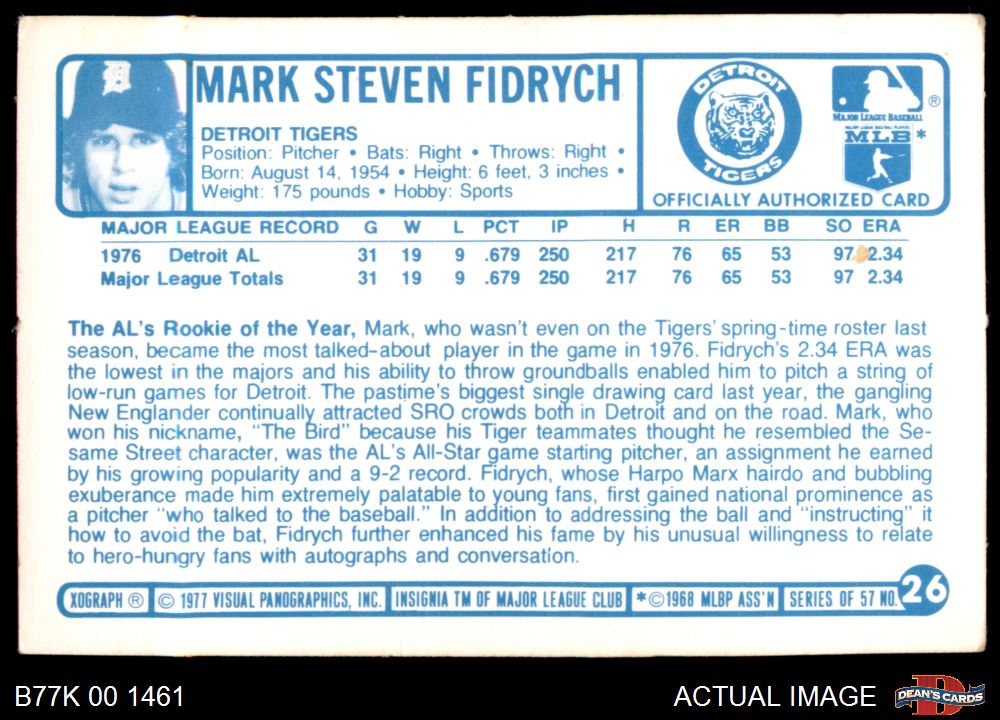 MARK STEVEN FIDRYCH
DETROIT TIGERS
Position: Pitcher • Bats: Right • Throws: Right •
Born: August 14, 1954 • Height: 6 feet, 3 inches •
Weight: 175 pounds • Hobby: Sports
DETROIT
TIGERS
MAJOR LEAGUE BASEBALL ®
MAJOR LEAGUE BASEBALL PLAYERS
MLB *
OFFICIALLY AUTHORIZED CARD
MAJOR LEAGUE RECORD G W L PCT IP H R ER BB SO ERA
1976 Detroit AL 31 19 9 .679 250 217 76 65 53 97 2.34
Major League Totals 31 19 9 .679 250 217 76 65 53 97 2.34
The AL's Rookie of the Year, Mark, who wasn't even on the Tigers' spring-time roster last
season, became the most talked-about player in the game in 1976. Fidrych's 2.34 ERA was
the lowest in the majors and his ability to throw groundballs enabled him to pitch a string of
low-run games for Detroit. The pastime's biggest single drawing card last year, the gangling
New Englander continually attracted SRO crowds both in Detroit and on the road. Mark, who
won his nickname, "The Bird" because his Tiger teammates thought he resembled the Se-
same Street character, was the AL's All-Star game starting pitcher, an assignment he earned
by his growing popularity and a 9-2 record. Fidrych, whose Harpo Marx hairdo and bubbling
exuberance made him extremely palatable to young fans, first gained national prominence as
a pitcher "who talked to the baseball." In addition to addressing the ball and "instructing" it
how to avoid the bat, Fidrych further enhanced his fame by his unusual willingness to relate
to hero-hungry fans with autographs and conversation.
XOGRAPH ® © 1977 VISUAL PANOGRAPHICS, INC. INSIGNIA TM OF MAJOR LEAGUE CLUB *©1968 MLBP ASS'N SERIES OF 57 NO. 26
B77K 00 1461
ACTUAL IMAGE
DEAN'S CARDS